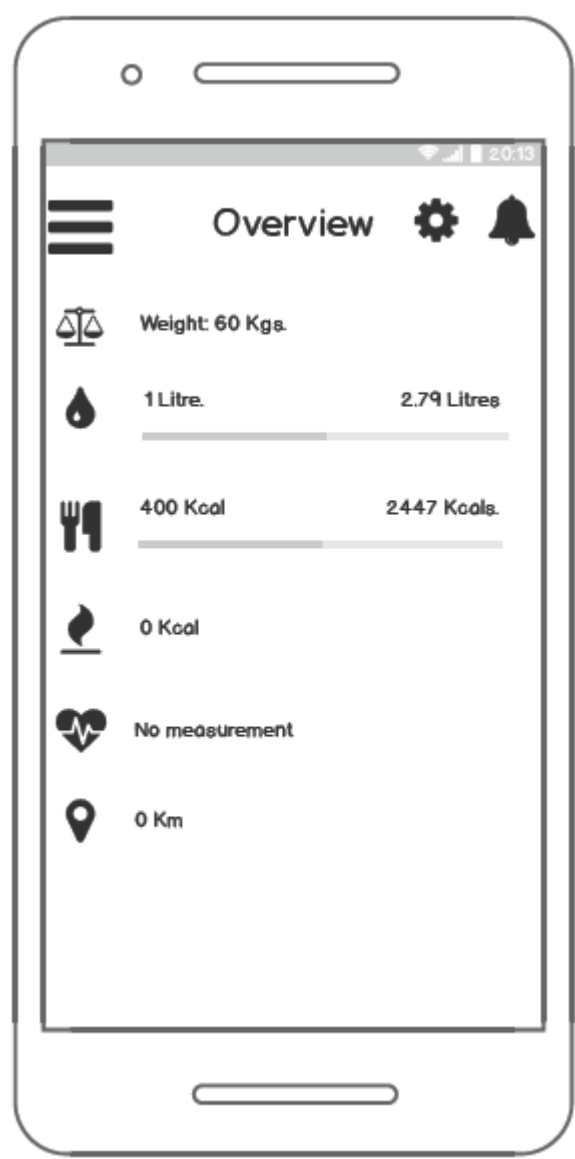 20:13
Overview
Weight: 60 Kgs.
1 Litre. 2.79 Litres
400 Kcal 2447 Kcals.
0 Kcal
No measurement
0 Km